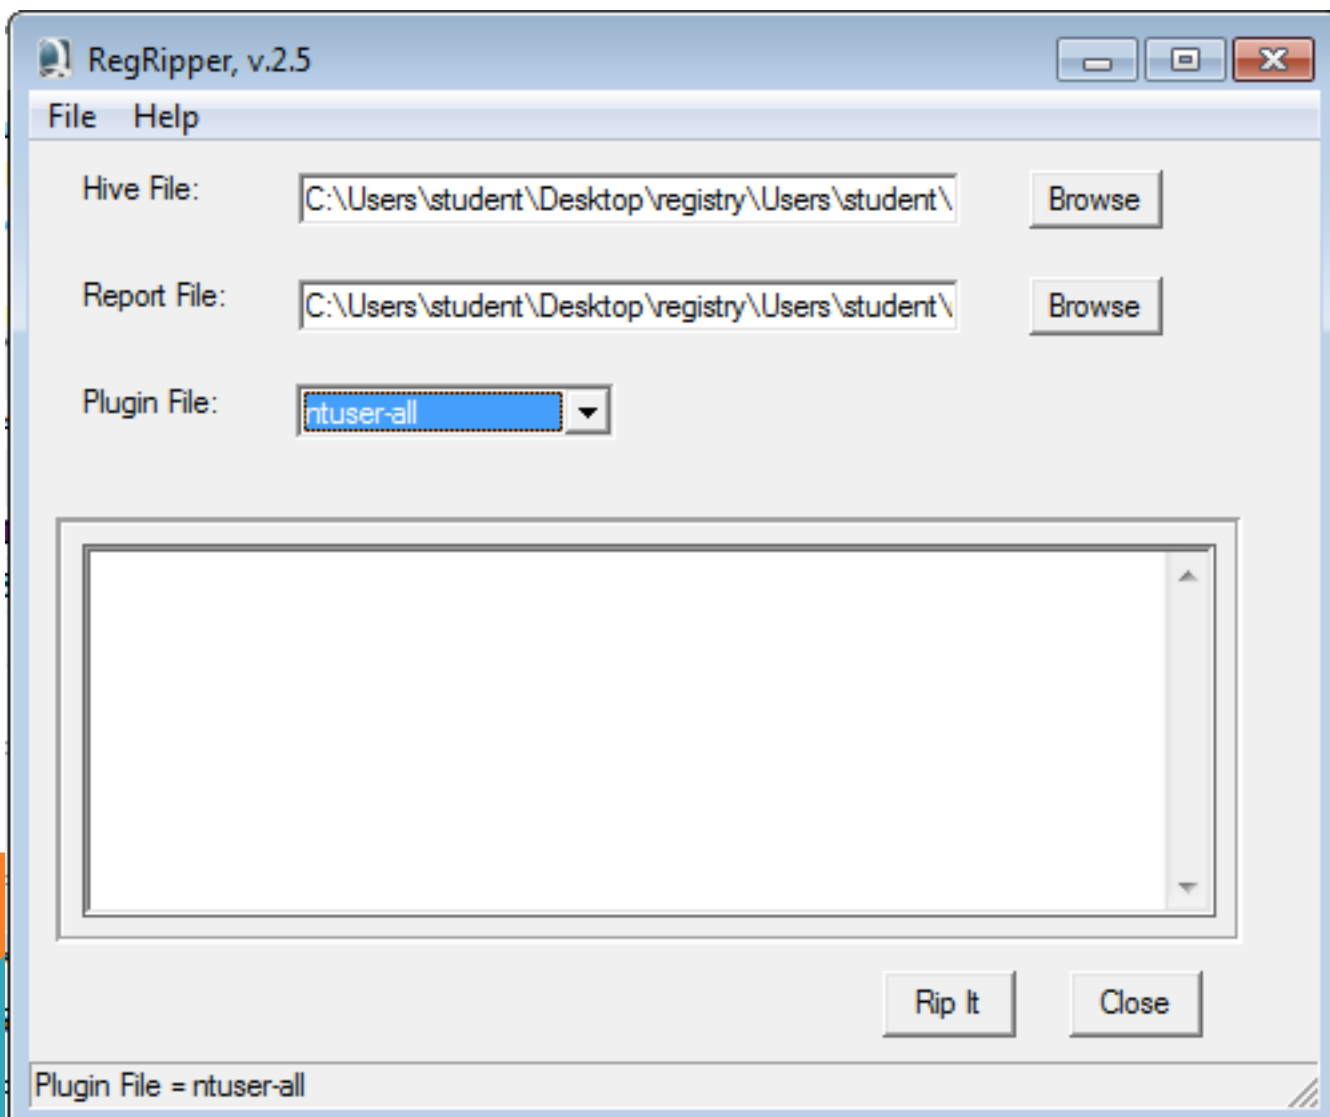 RegRipper, v.2.5
File Help
Hive File: C:\Users\student\Desktop\registry\Users\student\ Browse
Report File: C:\Users\student\Desktop\registry\Users\student\ Browse
Plugin File: ntuser-all
Rip It Close
Plugin File = ntuser-all